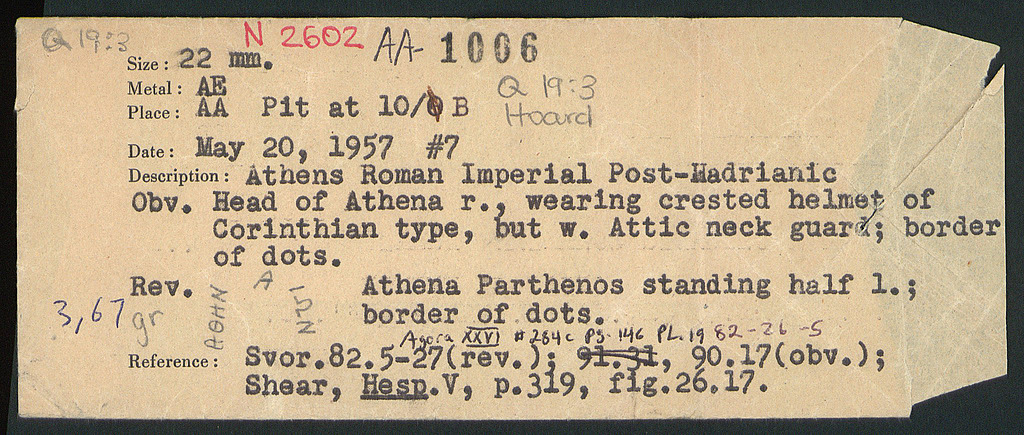 Q 19:3
N 2602 AA- 1006
Size: 22 mm.
Metal: AE
Q 19:3
Place: AA Pit at 10/ B
Hoard
Date: May 20, 1957 #7
Description: Athens Roman Imperial Post-Hadrianic
Obv. Head of Athena r., wearing crested helmet of
Corinthian type, but w. Attic neck guard; border
of dots.
Rev. ΑΘΗΝ Α ΙΩΝ Athena Parthenos standing half l.;
3,67 gr border of dots.
Agora XXVI #284c Pg. 146 PL.19 82-26-5
Reference: Svor.82.5-27(rev.); 91.31, 90.17(obv.);
Shear, Hesp.V, p.319, fig.26.17.